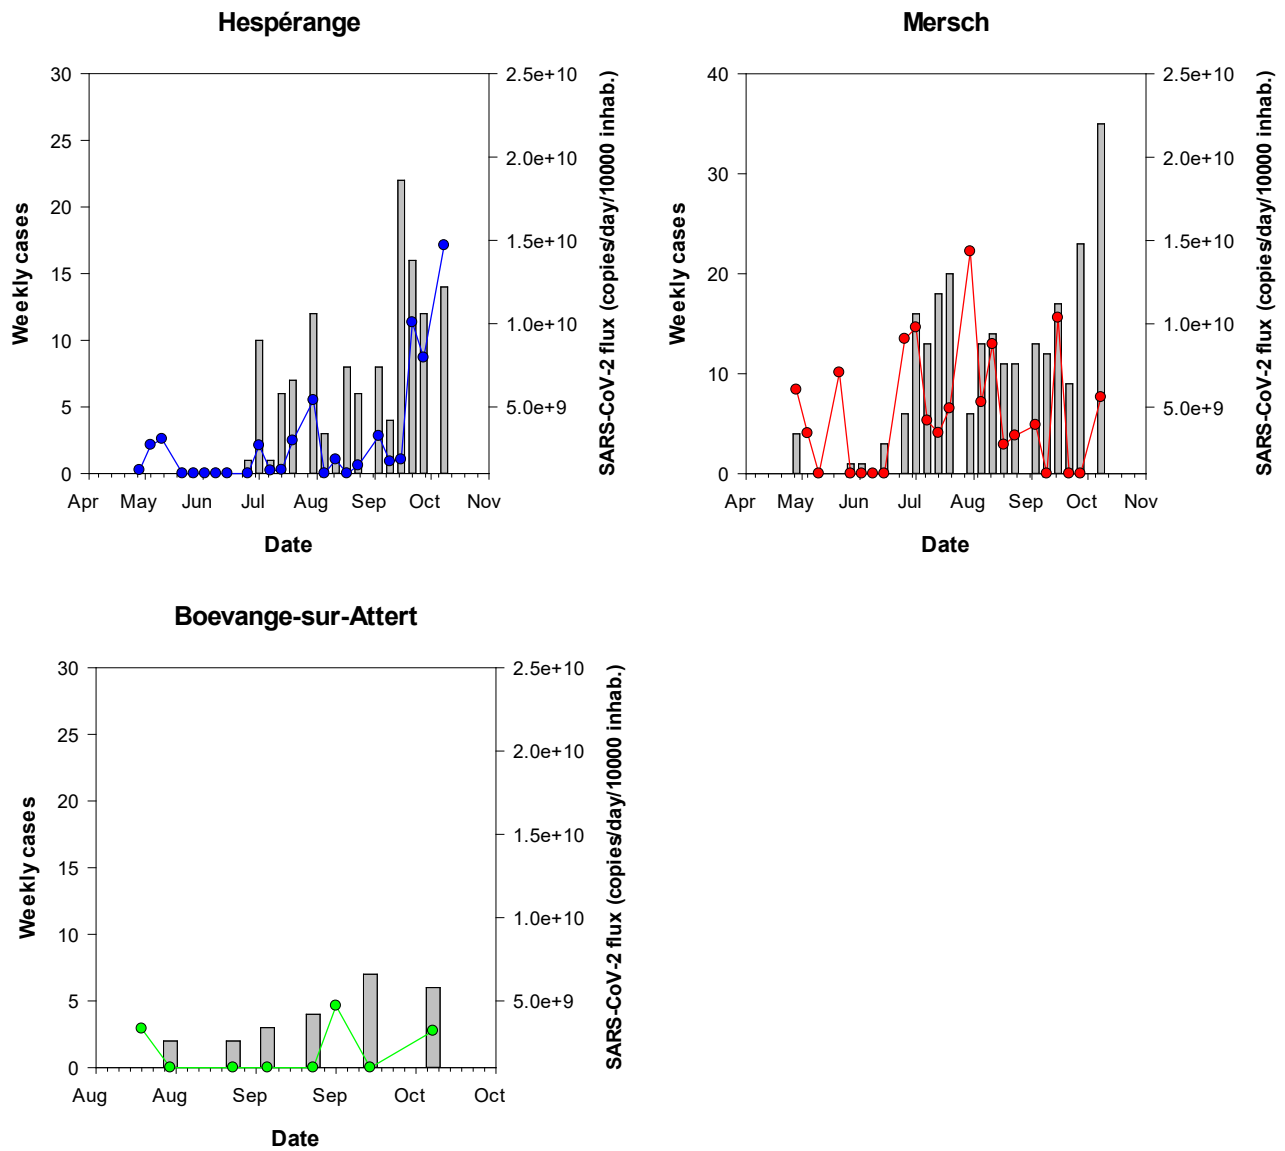 Hespérange
30
25
20
15
10
5
0
Weekly cases
2.5e+10
2.0e+10
1.5e+10
1.0e+10
5.0e+9
SARS-CoV-2 flux (copies/day/10000 inhab.)
Apr May Jun Jul Aug Sep Oct Nov
Date
Mersch
40
30
20
10
0
Weekly cases
2.5e+10
2.0e+10
1.5e+10
1.0e+10
5.0e+9
SARS-CoV-2 flux (copies/day/10000 inhab.)
Apr May Jun Jul Aug Sep Oct Nov
Date
Boevange-sur-Attert
30
25
20
15
10
5
0
Weekly cases
2.5e+10
2.0e+10
1.5e+10
1.0e+10
5.0e+9
SARS-CoV-2 flux (copies/day/10000 inhab.)
Aug Aug Sep Sep Oct Oct
Date